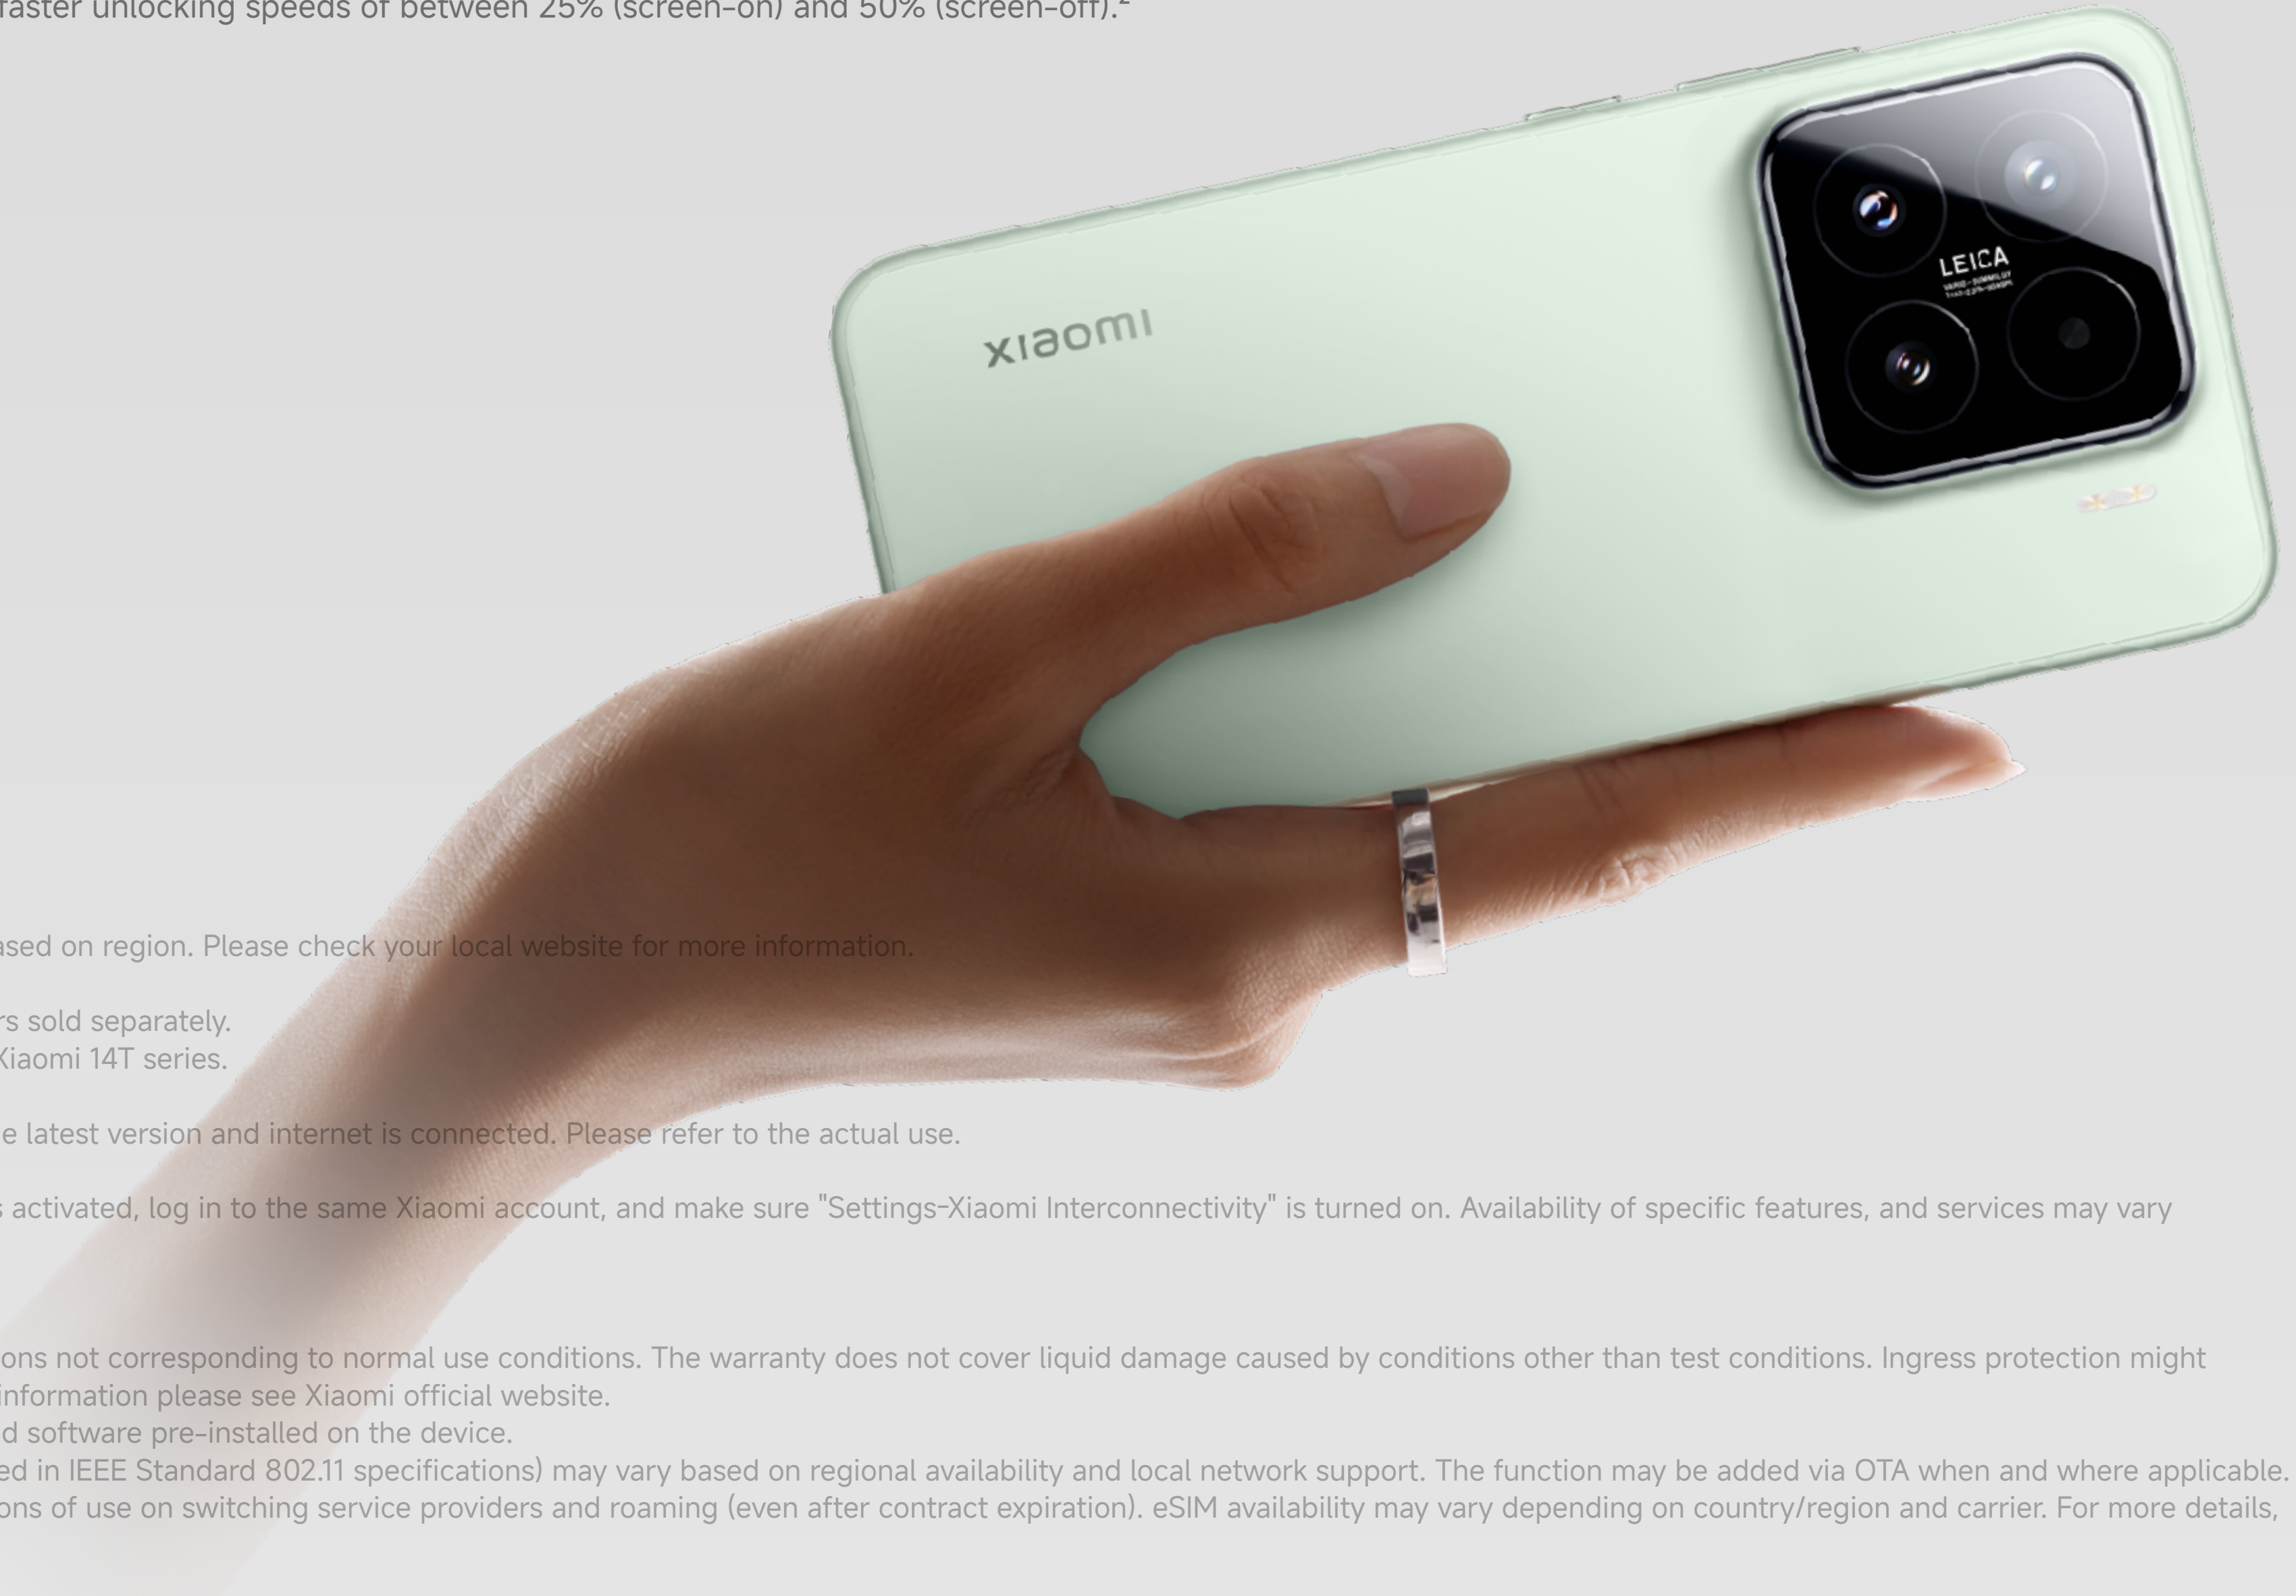 faster unlocking speeds of between 25% (screen-on) and 50% (screen-off).²
LEICA
xiaomi
ased on region. Please check your local website for more information.
rs sold separately.
Xiaomi 14T series.
e latest version and internet is connected. Please refer to the actual use.
s activated, log in to the same Xiaomi account, and make sure "Settings-Xiaomi Interconnectivity" is turned on. Availability of specific features, and services may vary
ons not corresponding to normal use conditions. The warranty does not cover liquid damage caused by conditions other than test conditions. Ingress protection might
information please see Xiaomi official website.
d software pre-installed on the device.
ed in IEEE Standard 802.11 specifications) may vary based on regional availability and local network support. The function may be added via OTA when and where applicable.
ons of use on switching service providers and roaming (even after contract expiration). eSIM availability may vary depending on country/region and carrier. For more details,